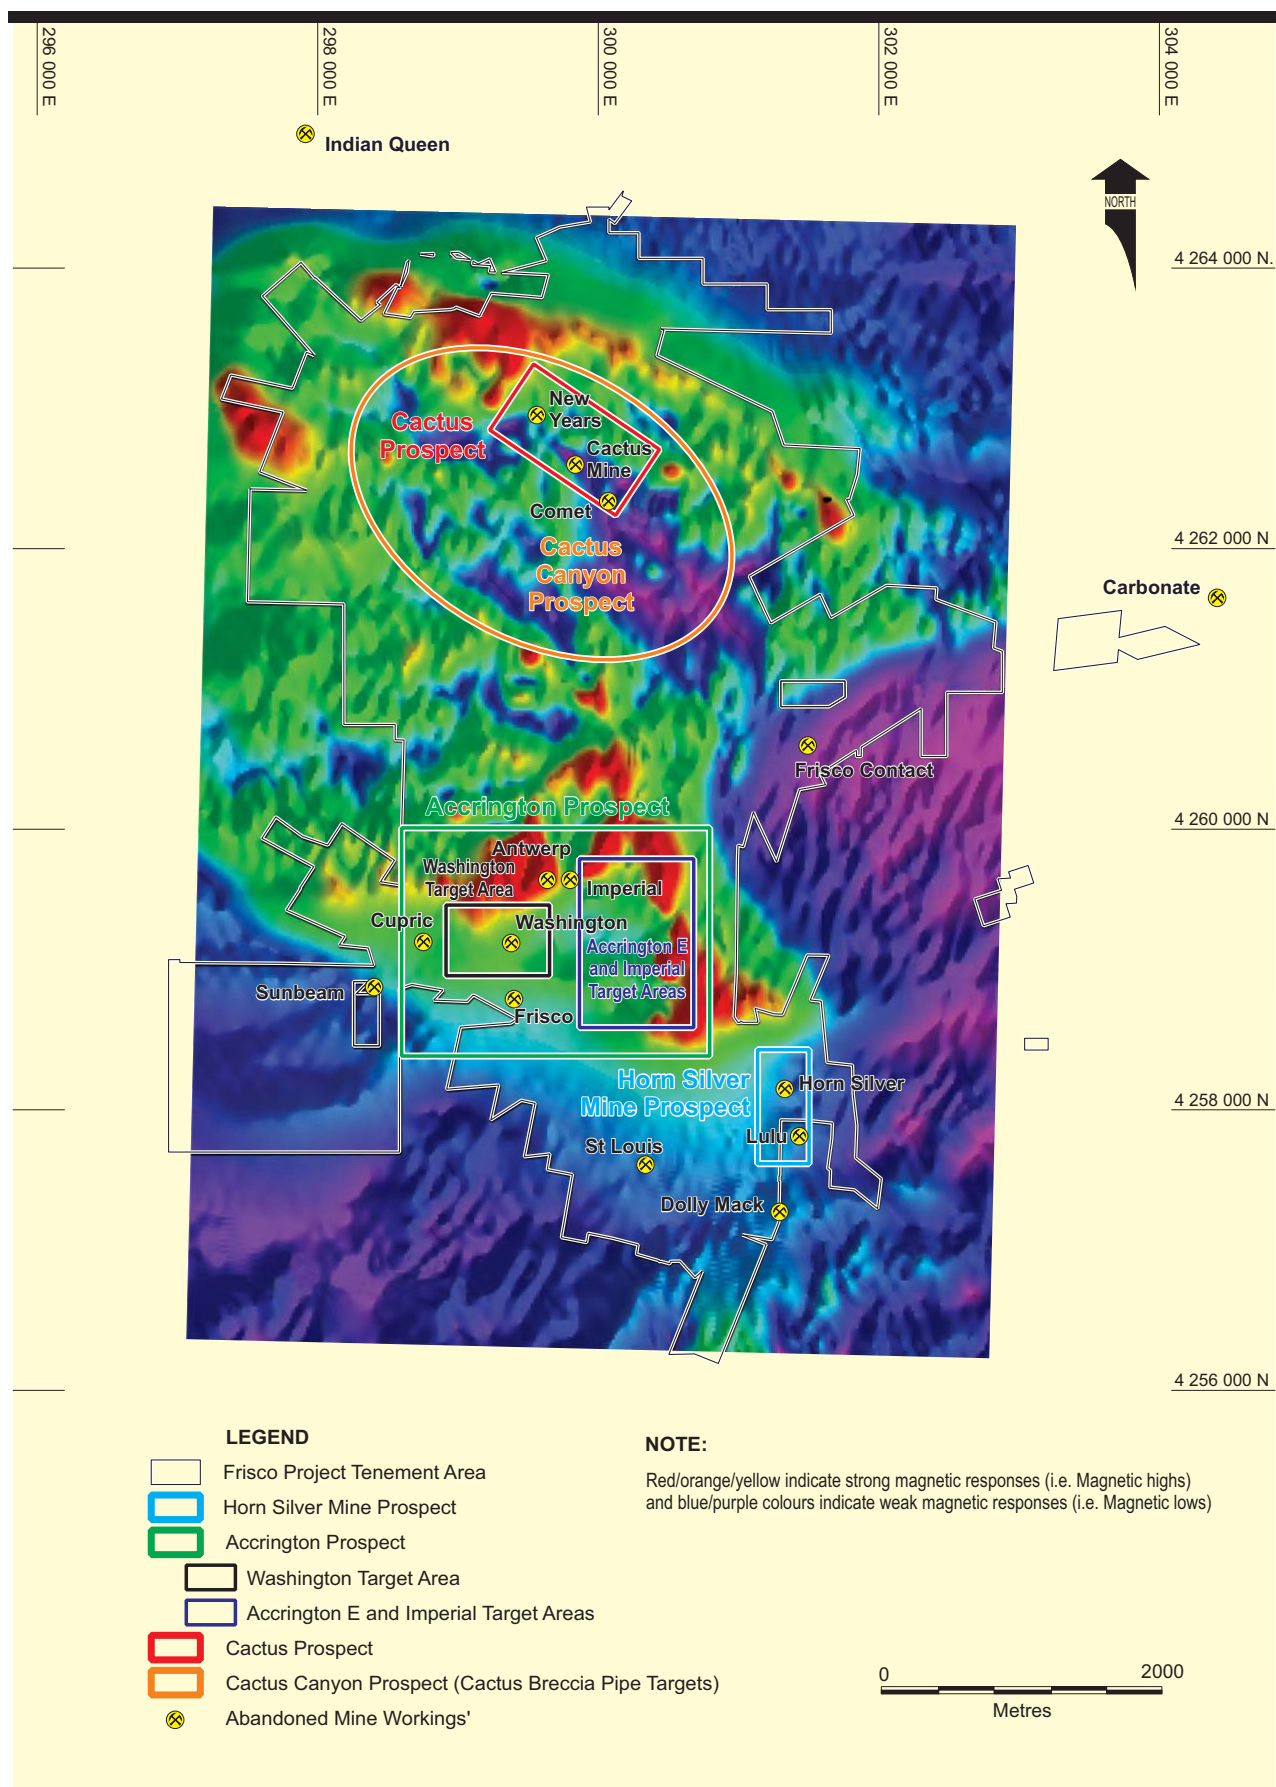 296 000 E
298 000 E
300 000 E
302 000 E
304 000 E
Indian Queen
NORTH
4 264 000 N.
New
Years
Cactus
Prospect
Cactus
Mine
Comet
Cactus
Canyon
Prospect
4 262 000 N
Carbonate
Frisco Contact
Accrington Prospect
4 260 000 N
Antwerp
Washington
Target Area
Imperial
Cupric
Washington
Accrington E
and Imperial
Target Areas
Sunbeam
Frisco
Horn Silver
Mine Prospect
Horn Silver
4 258 000 N
Lulu
St Louis
Dolly Mack
4 256 000 N
LEGEND
Frisco Project Tenement Area
Horn Silver Mine Prospect
Accrington Prospect
Washington Target Area
Accrington E and Imperial Target Areas
Cactus Prospect
Cactus Canyon Prospect (Cactus Breccia Pipe Targets)
Abandoned Mine Workings'
NOTE:
Red/orange/yellow indicate strong magnetic responses (i.e. Magnetic highs)
and blue/purple colours indicate weak magnetic responses (i.e. Magnetic lows)
0 2000
Metres